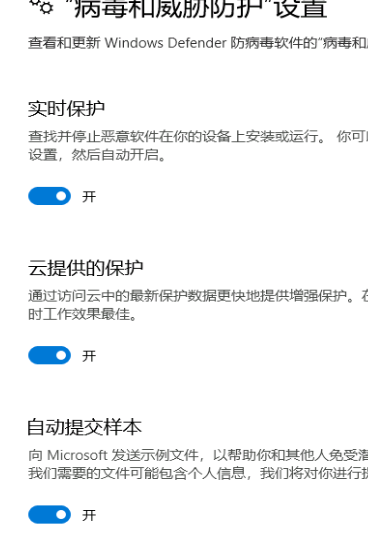 "病毒和威胁防护"设置
查看和更新 Windows Defender 防病毒软件的"病毒和
实时保护
查找并停止恶意软件在你的设备上安装或运行。 你可
设置，然后自动开启。
开
云提供的保护
通过访问云中的最新保护数据更快地提供增强保护。在
时工作效果最佳。
开
自动提交样本
向 Microsoft 发送示例文件，以帮助你和其他人免受潜
我们需要的文件可能包含个人信息，我们将对你进行
开